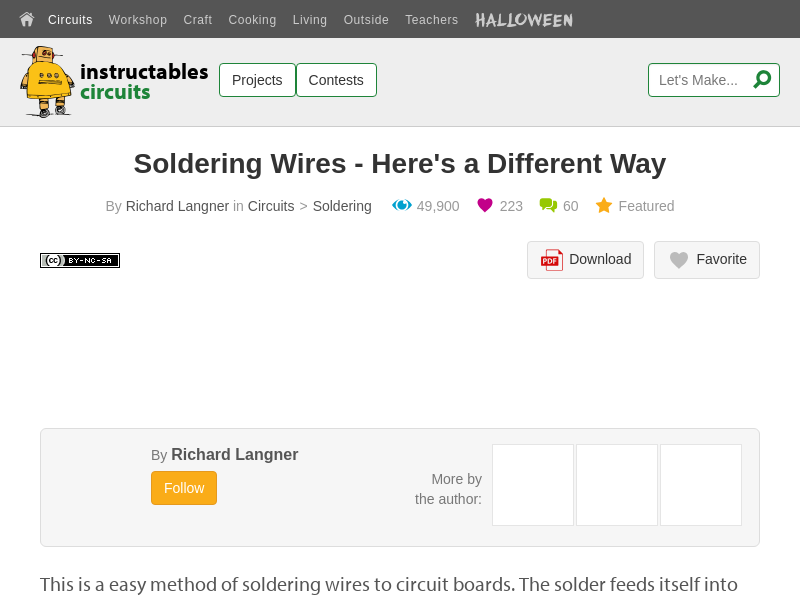 Circuits Workshop Craft Cooking Living Outside Teachers HALLOWEEN
instructables
circuits
Projects Contests
Let's Make...
Soldering Wires - Here's a Different Way
By Richard Langner in Circuits > Soldering 49,900 223 60 Featured
(cc) BY-NC-SA
PDF Download Favorite
By Richard Langner
Follow
More by
the author:
This is a easy method of soldering wires to circuit boards. The solder feeds itself into